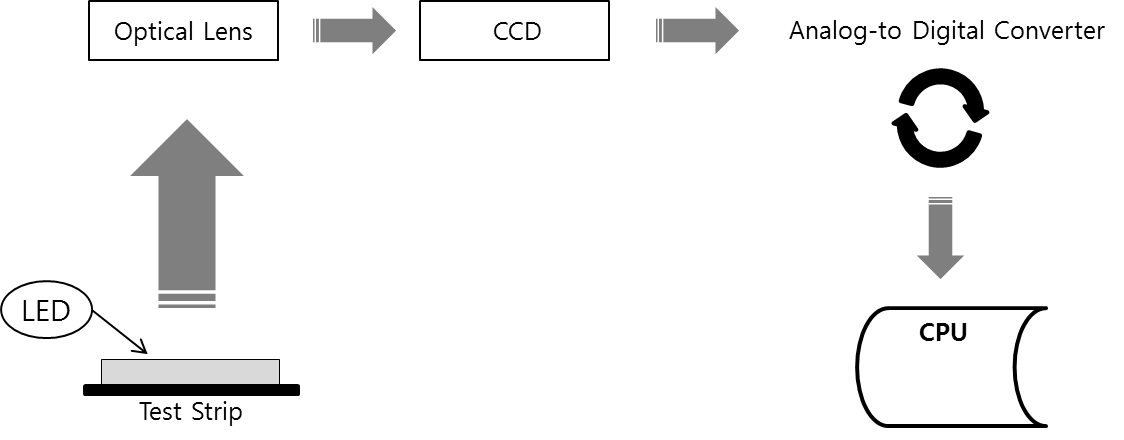 Optical Lens
CCD
Analog-to Digital Converter
LED
CPU
Test Strip